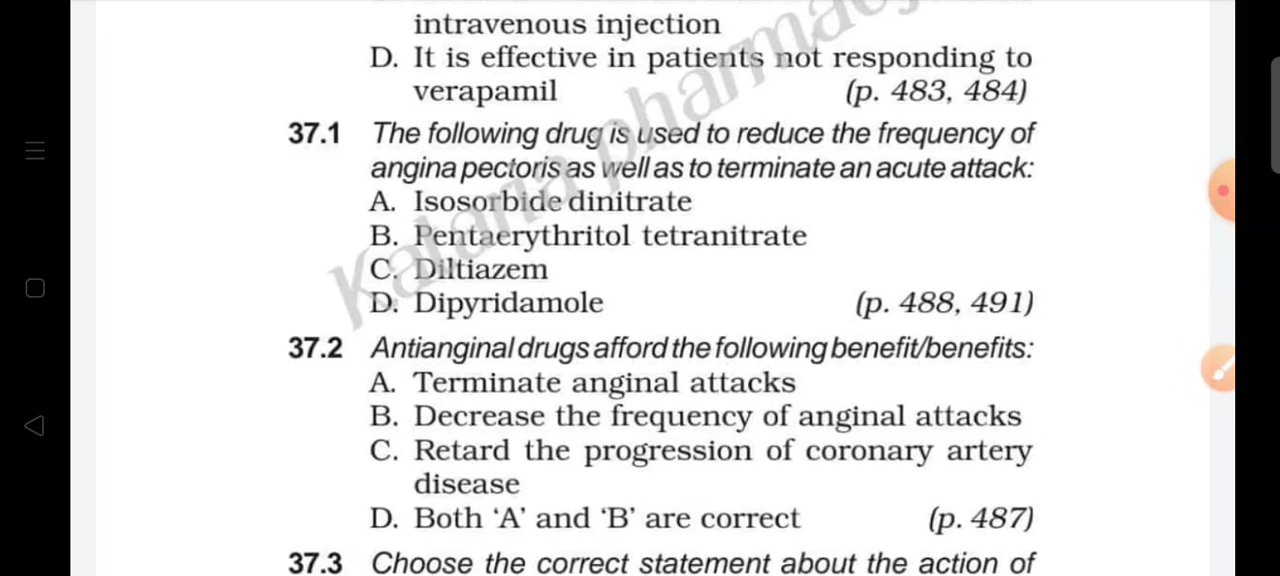 intravenous injection
D. It is effective in patients not responding to
verapamil (p. 483, 484)
37.1 The following drug is used to reduce the frequency of
angina pectoris as well as to terminate an acute attack:
A. Isosorbide dinitrate
B. Pentaerythritol tetranitrate
C. Diltiazem
D. Dipyridamole (p. 488, 491)
37.2 Antianginal drugs afford the following benefit/benefits:
A. Terminate anginal attacks
B. Decrease the frequency of anginal attacks
C. Retard the progression of coronary artery
disease
D. Both ‘A’ and ‘B’ are correct (p. 487)
37.3 Choose the correct statement about the action of